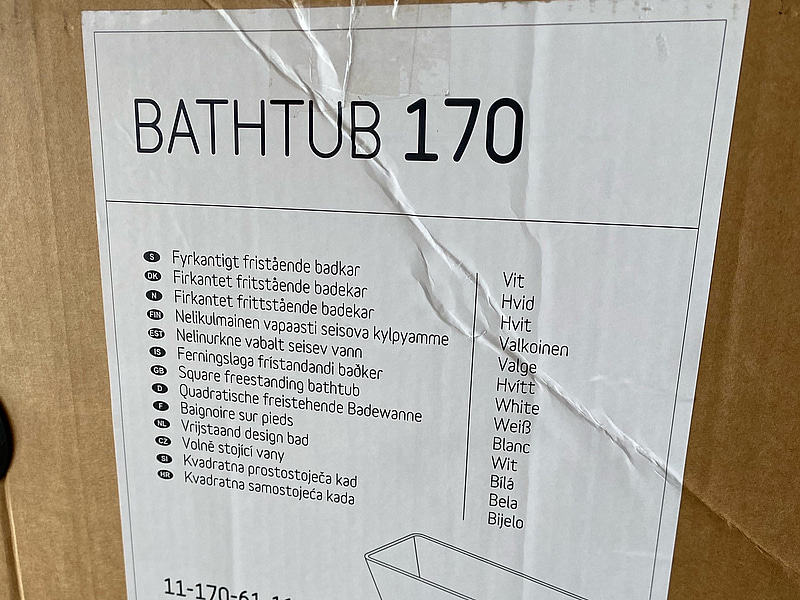 BATHTUB 170
S Fyrkantigt fristående badkar Vit
DK Firkantet fritstående badekar Hvid
N Firkantet frittstående badekar Hvit
FIN Nelikulmainen vapaasti seisova kylpyamme Valkoinen
EST Nelinurkne vabalt seisev vann Valge
IS Ferningslaga frístandandi baðker Hvítt
GB Square freestanding bathtub White
D Quadratische freistehende Badewanne Weiß
F Baignoire sur pieds Blanc
NL Vrijstaand design bad Wit
CZ Volně stojící vany Bílá
SI Kvadratna prostostoječa kad Bela
HR Kvadratna samostojeća kada Bijelo
11-170-61-